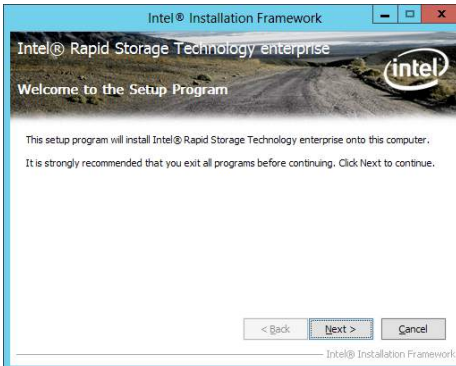 Intel® Installation Framework
Intel® Rapid Storage Technology enterprise
intel
Welcome to the Setup Program
This setup program will install Intel® Rapid Storage Technology enterprise onto this computer.
It is strongly recommended that you exit all programs before continuing. Click Next to continue.
< Back Next > Cancel
Intel® Installation Framework